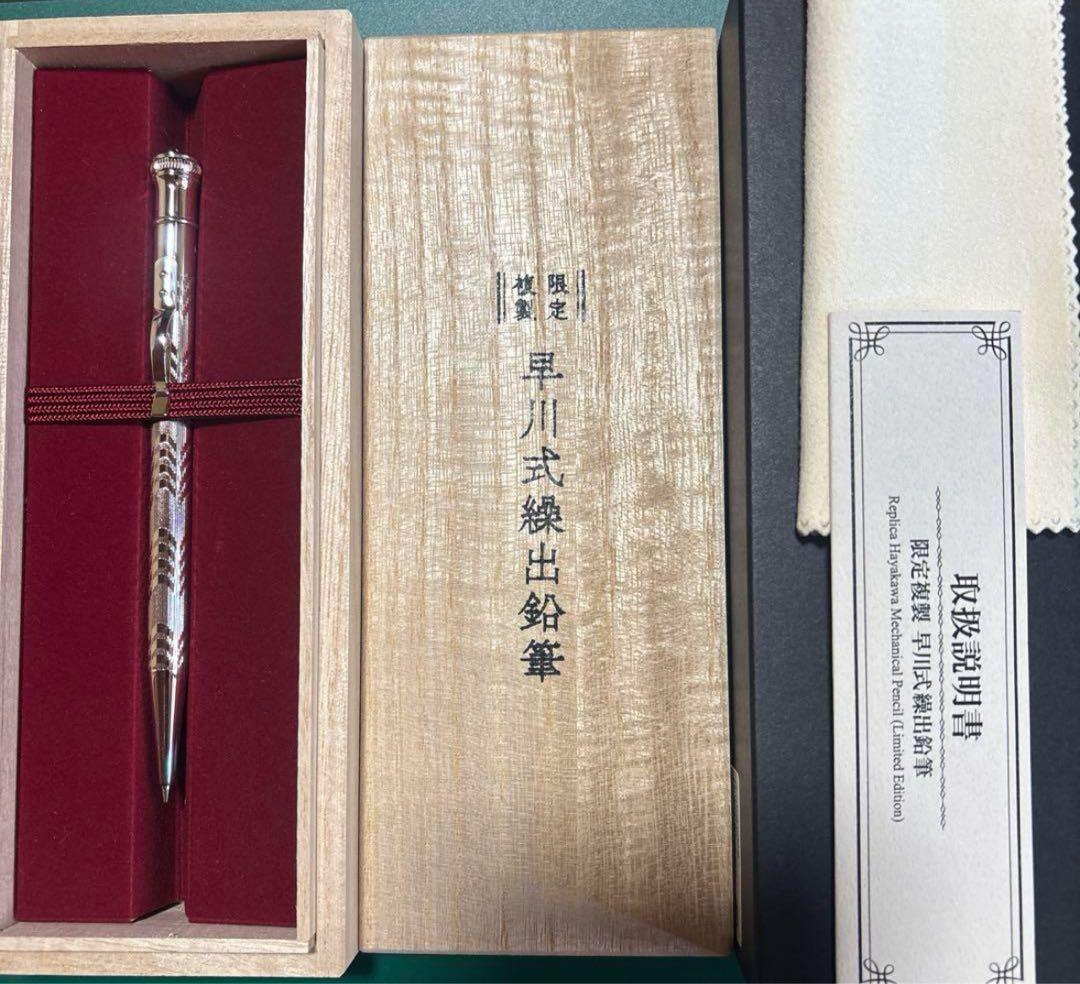 限定
複製
早川式繰出鉛筆
取扱説明書
限定複製 早川式繰出鉛筆
Replica Hayakawa Mechanical Pencil (Limited Edition)